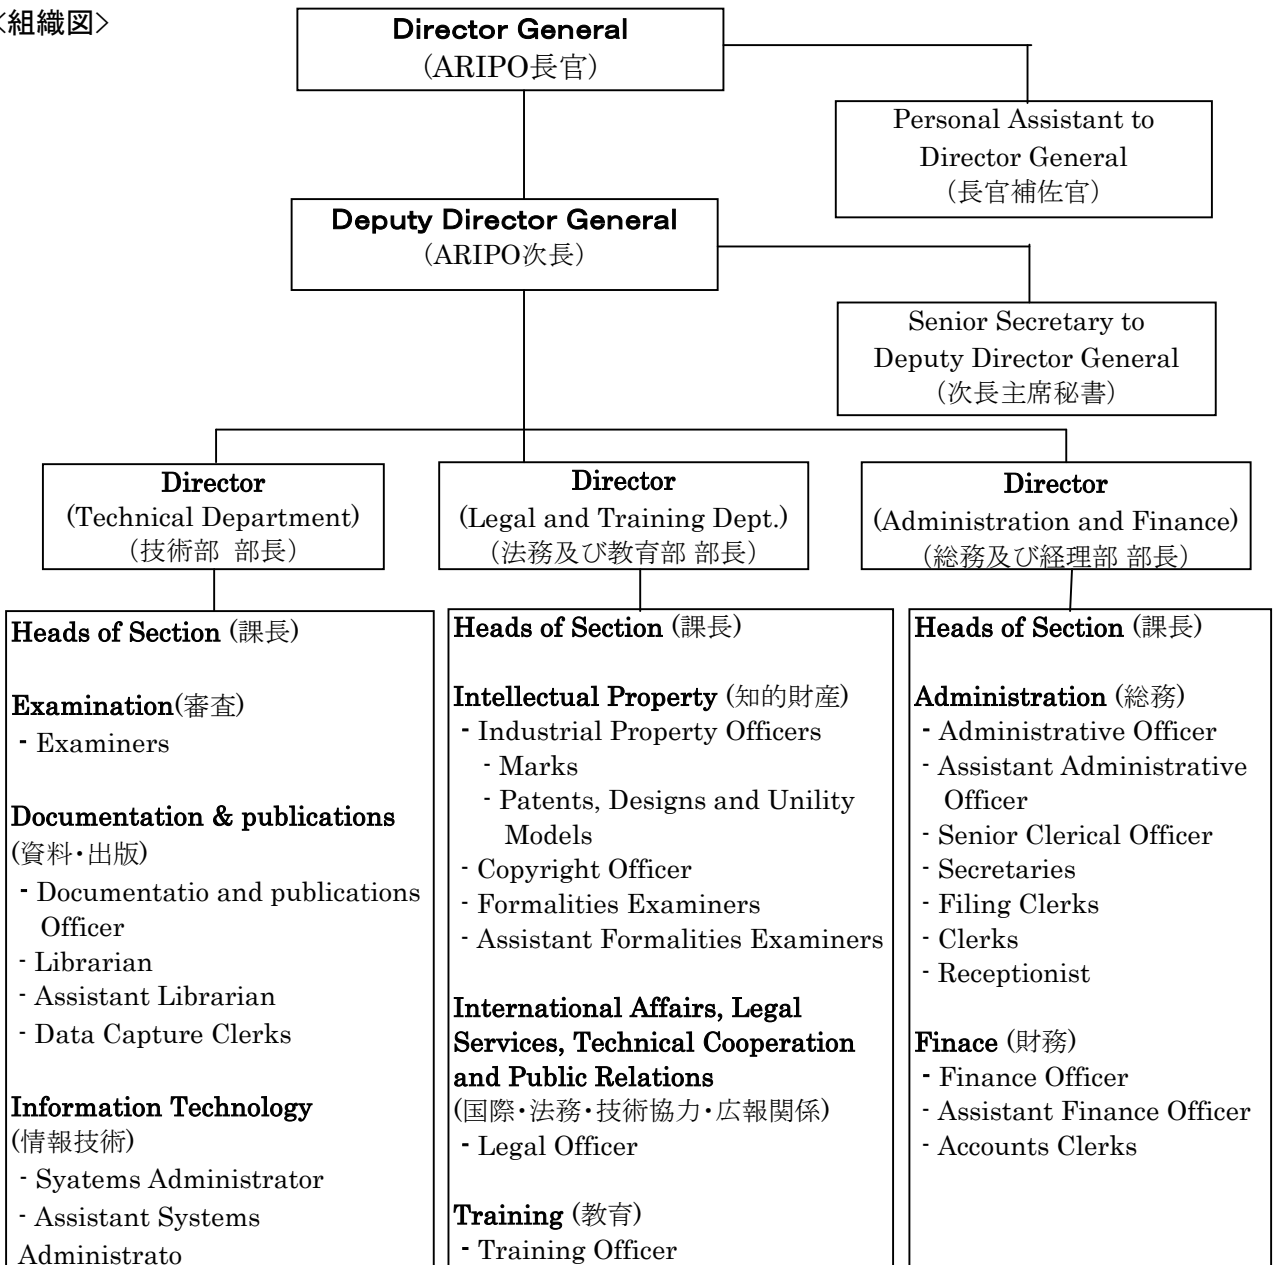 <組織図>
Director General
(ARIPO長官)
Personal Assistant to
Director General
(長官補佐官)
Deputy Director General
(ARIPO次長)
Senior Secretary to
Deputy Director General
(次長主席秘書)
Director
(Technical Department)
(技術部 部長)
Director
(Legal and Training Dept.)
(法務及び教育部 部長)
Director
(Administration and Finance)
(総務及び経理部 部長)
Heads of Section (課長)
Examination(審査)
- Examiners
Documentation & publications
(資料・出版)
- Documentatio and publications
Officer
- Librarian
- Assistant Librarian
- Data Capture Clerks
Information Technology
(情報技術)
- Syatems Administrator
- Assistant Systems
Administrato
Heads of Section (課長)
Intellectual Property (知的財産)
- Industrial Property Officers
- Marks
- Patents, Designs and Unility
Models
- Copyright Officer
- Formalities Examiners
- Assistant Formalities Examiners
International Affairs, Legal
Services, Technical Cooperation
and Public Relations
(国際・法務・技術協力・広報関係)
- Legal Officer
Training (教育)
- Training Officer
Heads of Section (課長)
Administration (総務)
- Administrative Officer
- Assistant Administrative
Officer
- Senior Clerical Officer
- Secretaries
- Filing Clerks
- Clerks
- Receptionist
Finace (財務)
- Finance Officer
- Assistant Finance Officer
- Accounts Clerks